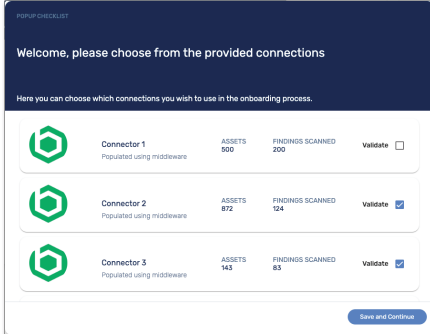 POPUP CHECKLIST
Welcome, please choose from the provided connections
Here you can choose which connections you wish to use in the onboarding process.
Connector 1
Populated using middleware
ASSETS
500
FINDINGS SCANNED
200
Validate
Connector 2
Populated using middleware
ASSETS
872
FINDINGS SCANNED
124
Validate
Connector 3
Populated using middleware
ASSETS
143
FINDINGS SCANNED
83
Validate
Save and Continue